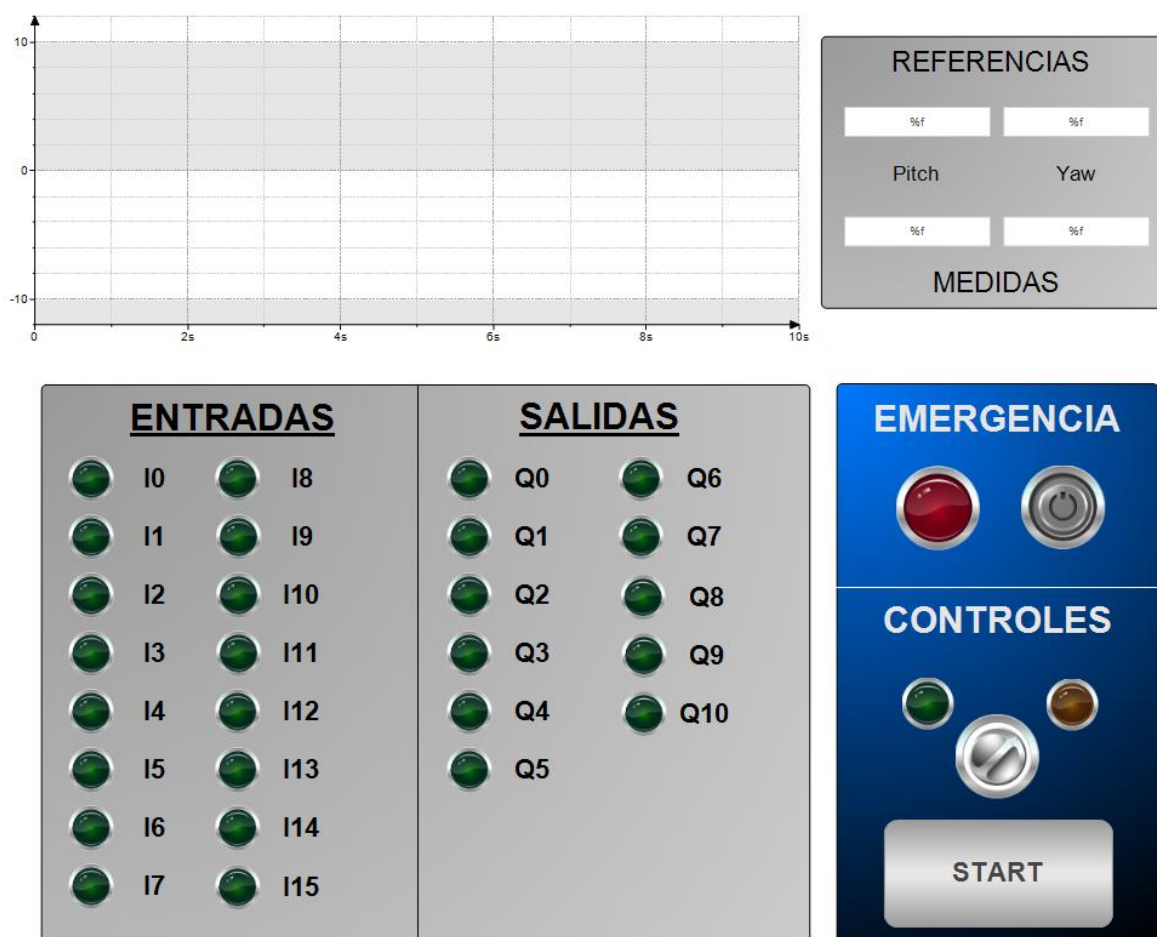 10
0
-10
0
2s
4s
6s
8s
10s
REFERENCIAS
%f %f
Pitch Yaw
%f %f
MEDIDAS
ENTRADAS
I0 I8
I1 I9
I2 I10
I3 I11
I4 I12
I5 I13
I6 I14
I7 I15
SALIDAS
Q0 Q6
Q1 Q7
Q2 Q8
Q3 Q9
Q4 Q10
Q5
EMERGENCIA
CONTROLES
START